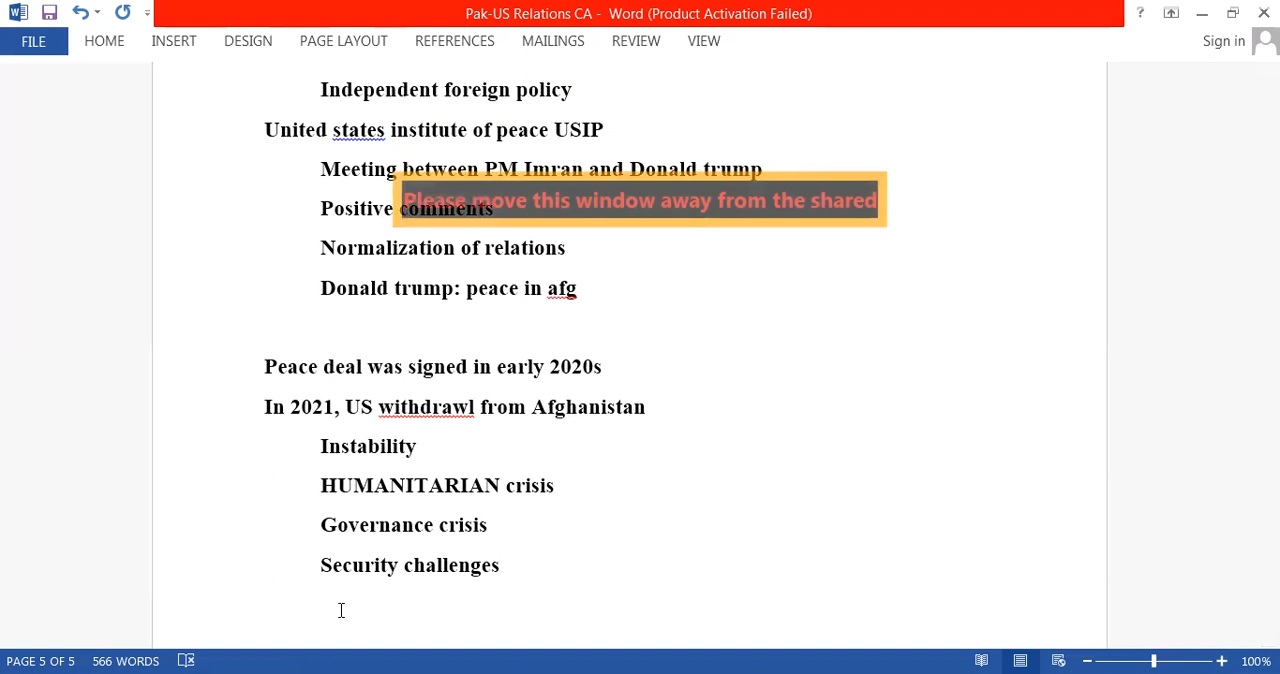 Pak-US Relations CA - Word (Product Activation Failed)
?
FILE HOME INSERT DESIGN PAGE LAYOUT REFERENCES MAILINGS REVIEW VIEW Sign in
Independent foreign policy
United states institute of peace USIP
Meeting between PM Imran and Donald trump
Please move this window away from the shared
Positive comments
Normalization of relations
Donald trump: peace in afg
Peace deal was signed in early 2020s
In 2021, US withdrawl from Afghanistan
Instability
HUMANITARIAN crisis
Governance crisis
Security challenges
PAGE 5 OF 5 566 WORDS 100%